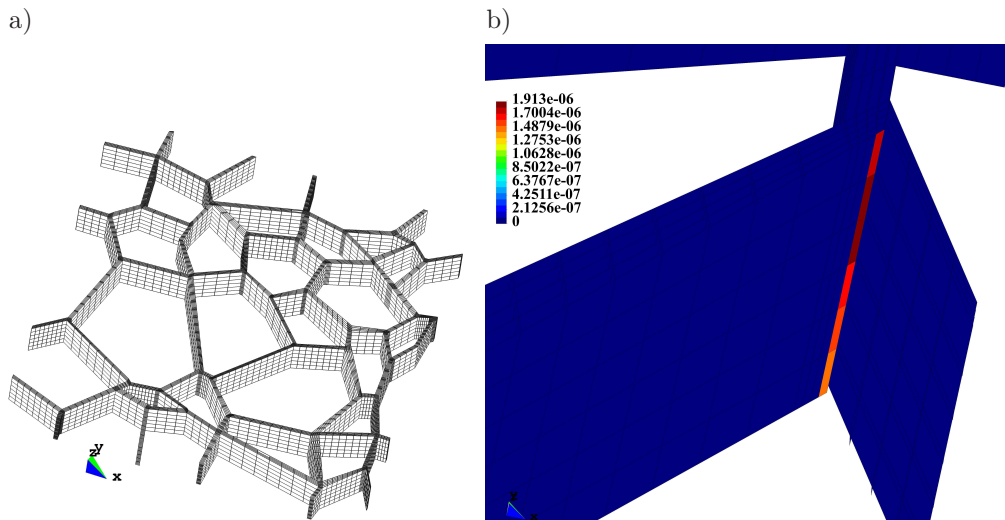 a)
b)
1.913e-06
1.7004e-06
1.4879e-06
1.2753e-06
1.0628e-06
8.5022e-07
6.3767e-07
4.2511e-07
2.1256e-07
0
z y
x
z
x